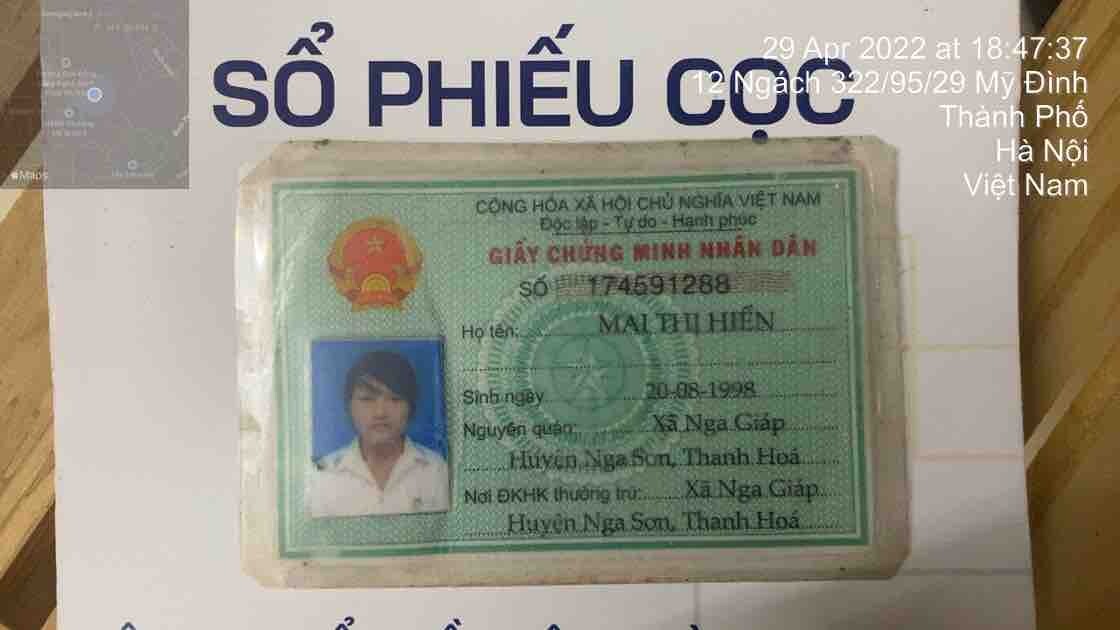 SỔ PHIẾU CỌC
29 Apr 2022 at 18:47:37
12 Ngách 322/95/29 Mỹ Đình
Thành Phố
Hà Nội
Việt Nam
Maps
CỘNG HÒA XÃ HỘI CHỦ NGHĨA VIỆT NAM
Độc lập - Tự do - Hạnh phúc
GIẤY CHỨNG MINH NHÂN DÂN
SỐ 174591288
Họ tên: MAI THỊ HIẾN
Sinh ngày 20-08-1998
Nguyên quán: Xã Nga Giáp
Huyện Nga Sơn, Thanh Hoá
Nơi ĐKHK thường trú: Xã Nga Giáp
Huyện Nga Sơn, Thanh Hoá